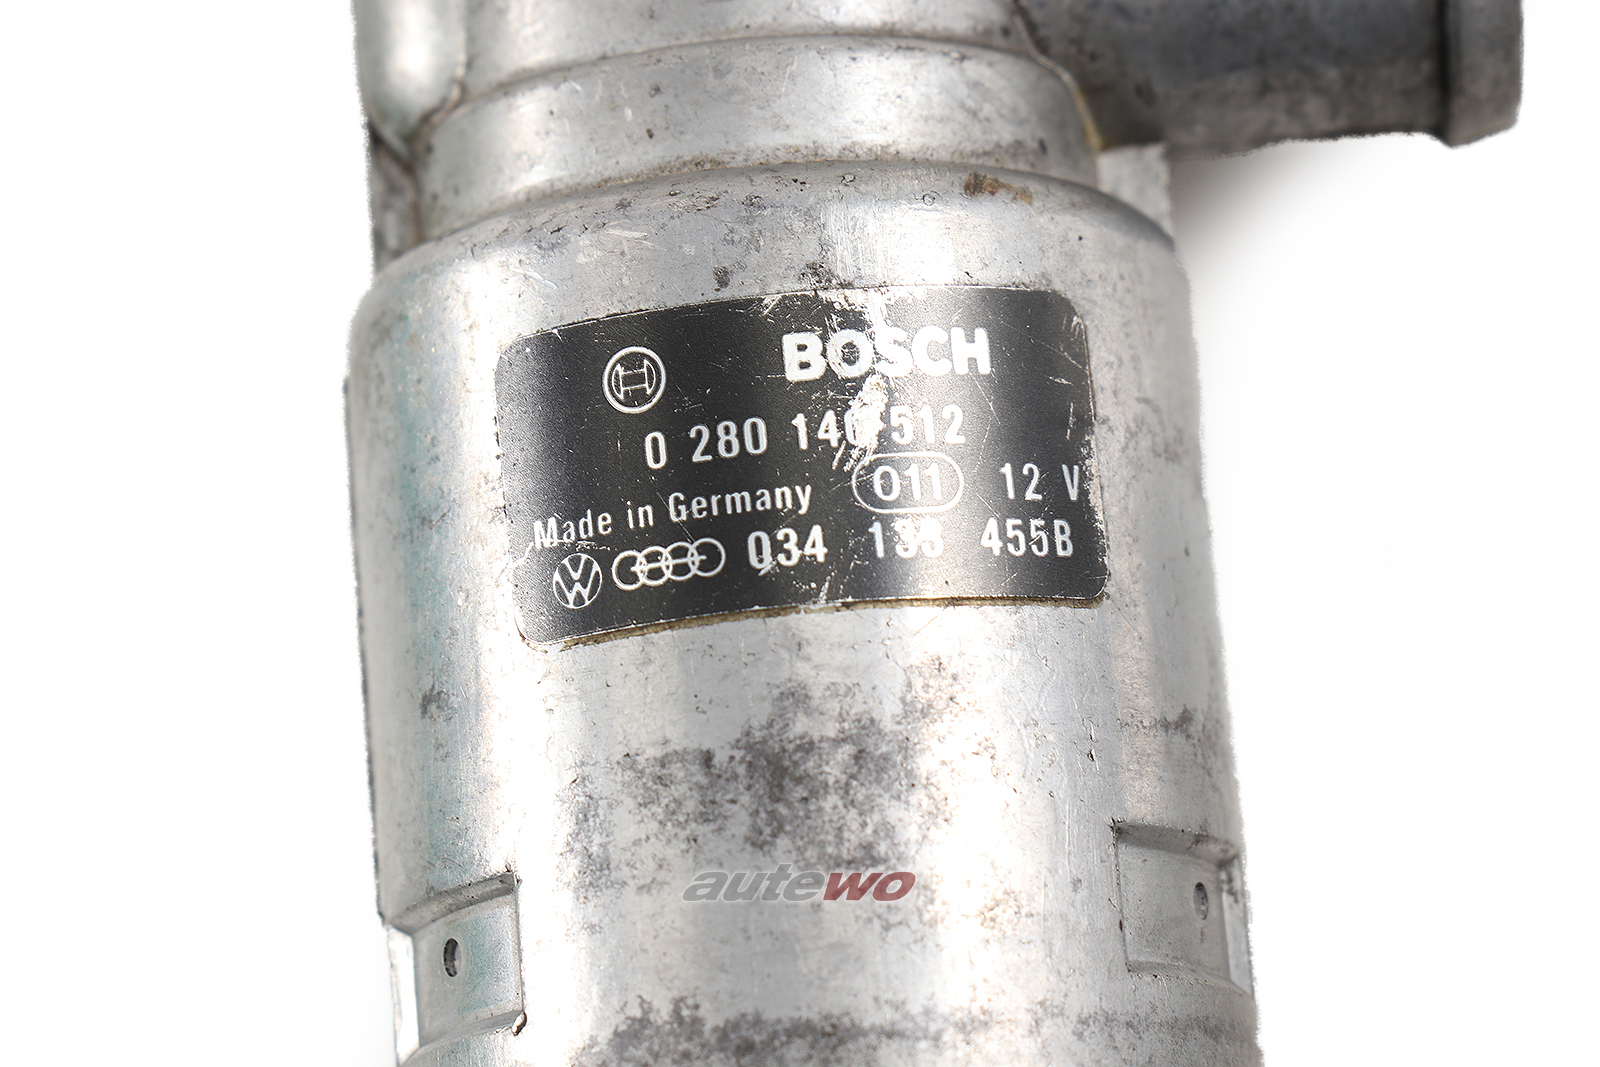 BOSCH
0 280 140 512
Made in Germany 011 12 V
034 133 455B
autewo